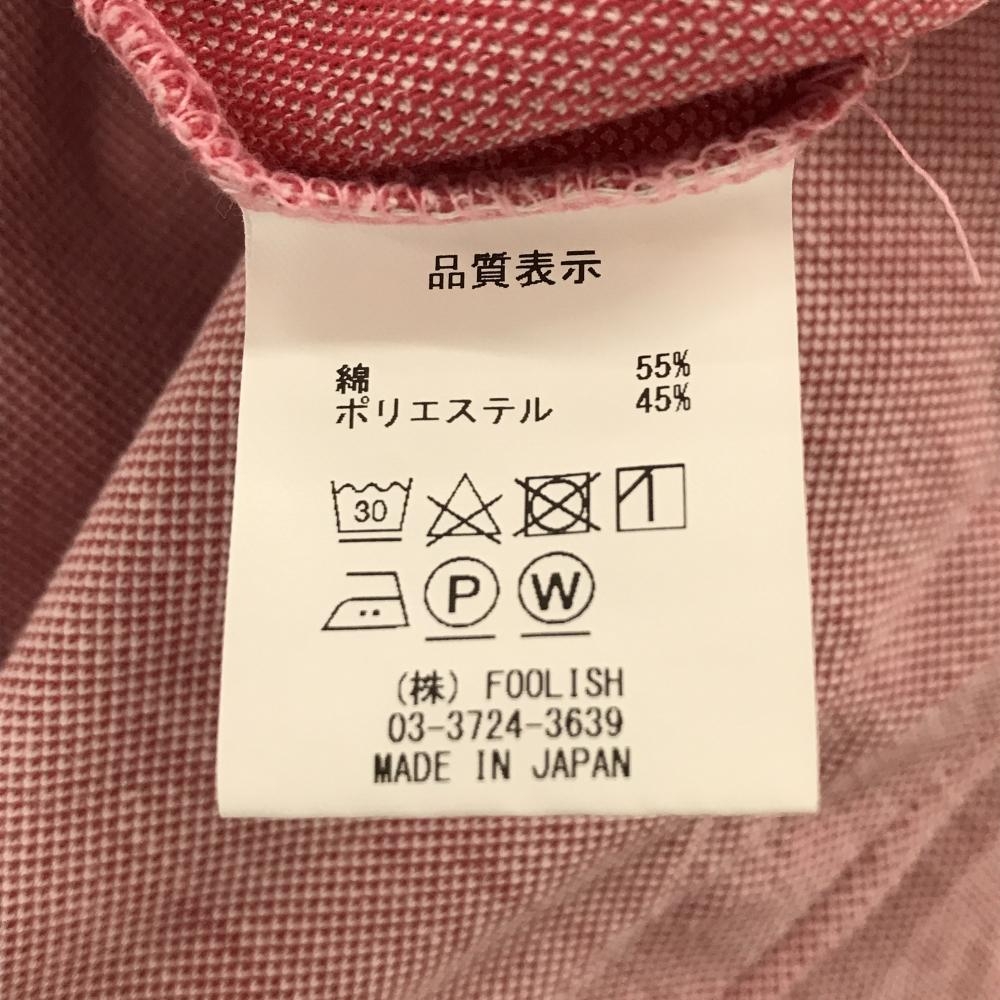 品質表示
綿 55%
ポリエステル 45%
30
P W
(株) FOOLISH
03-3724-3639
MADE IN JAPAN